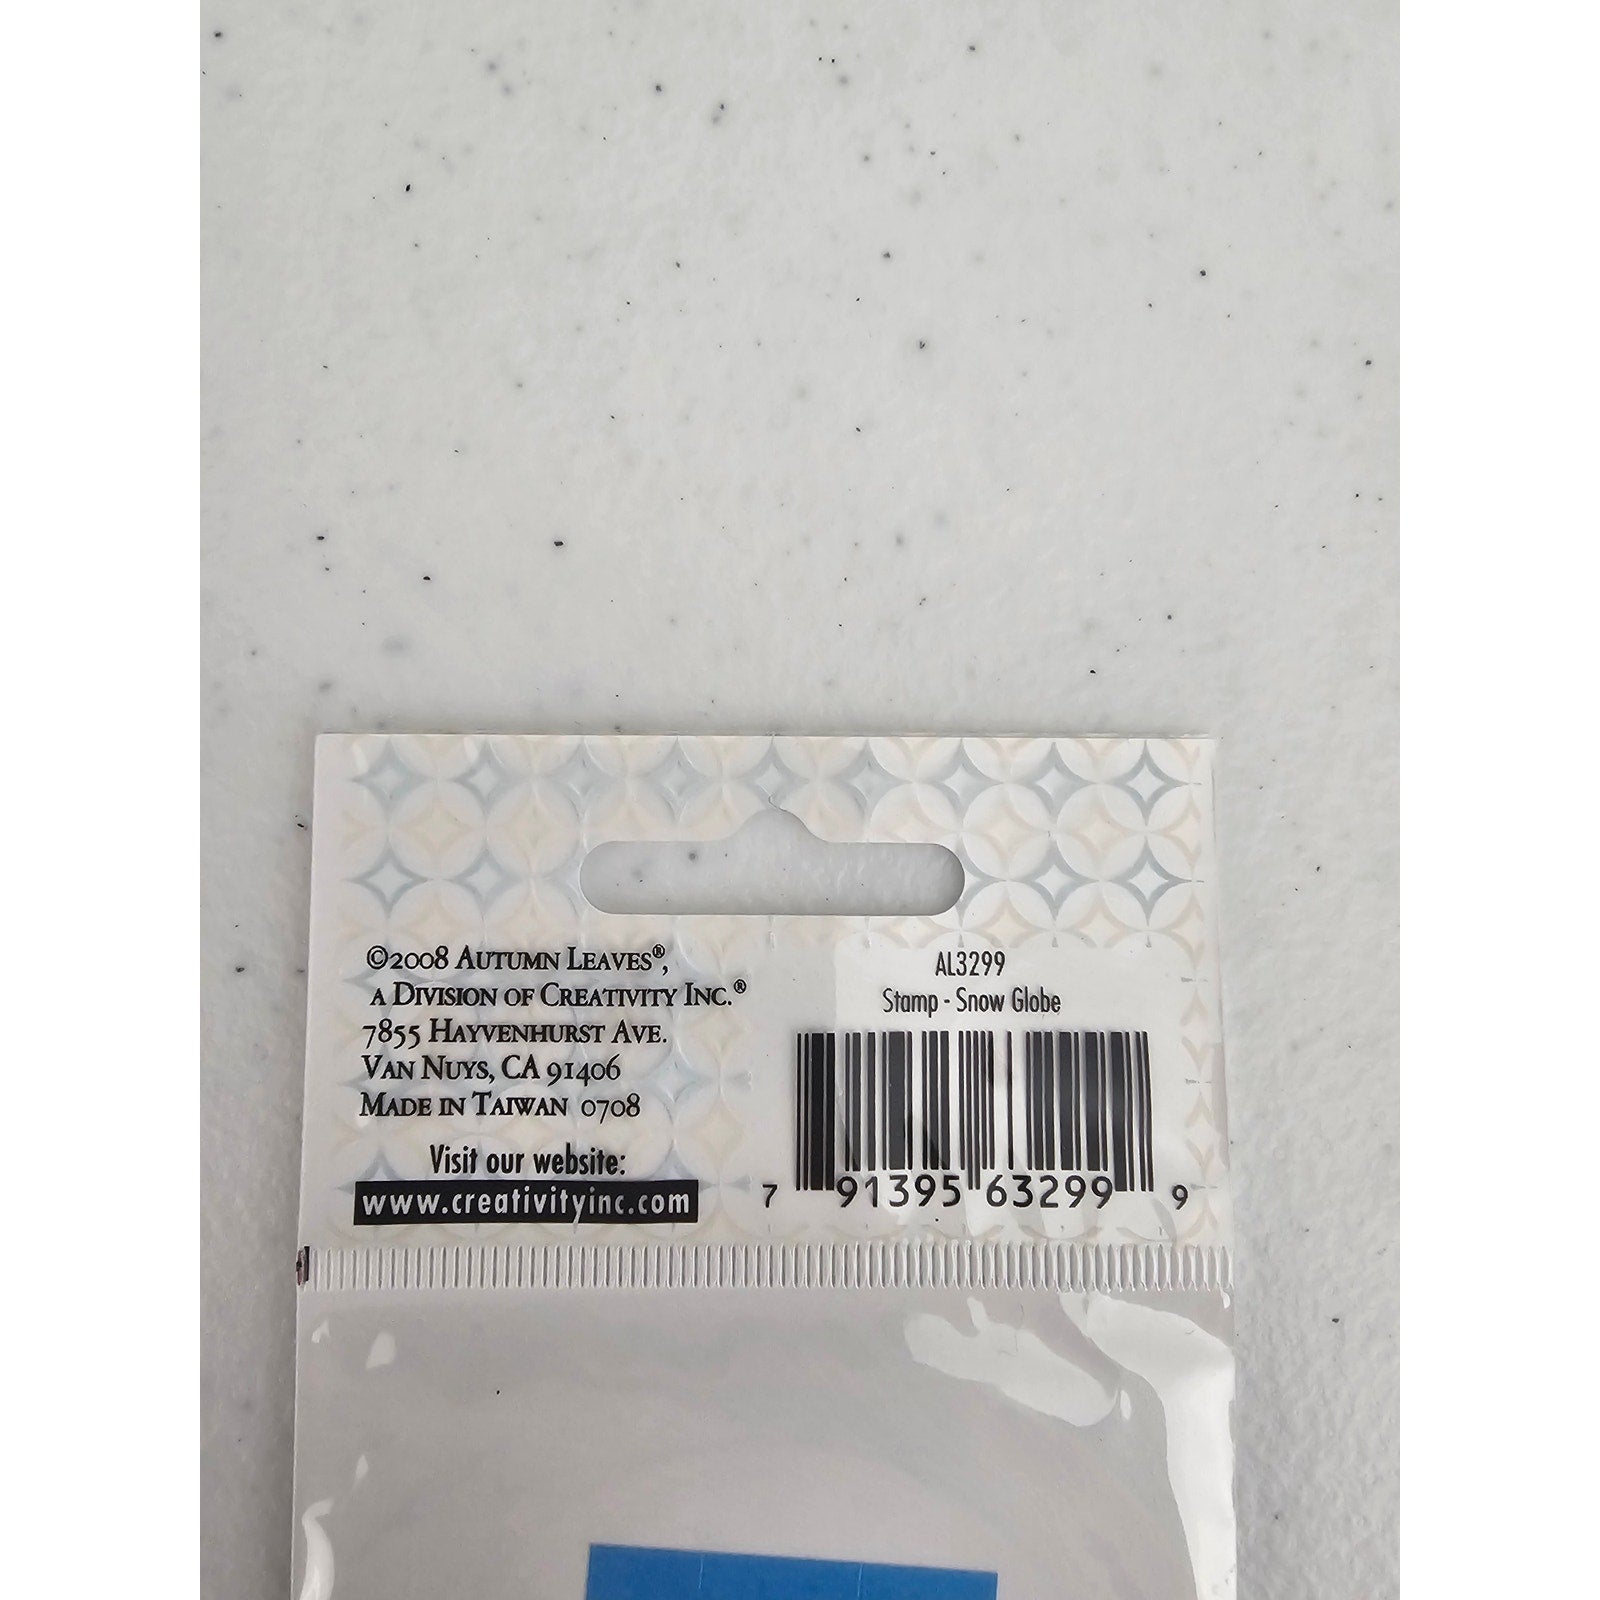 ©2008 Autumn Leaves®,
a Division of Creativity Inc.®
7855 Hayvenhurst Ave.
Van Nuys, CA 91406
Made in Taiwan 0708
Visit our website:
www.creativityinc.com
AL3299
Stamp - Snow Globe
7 91395 63299 9